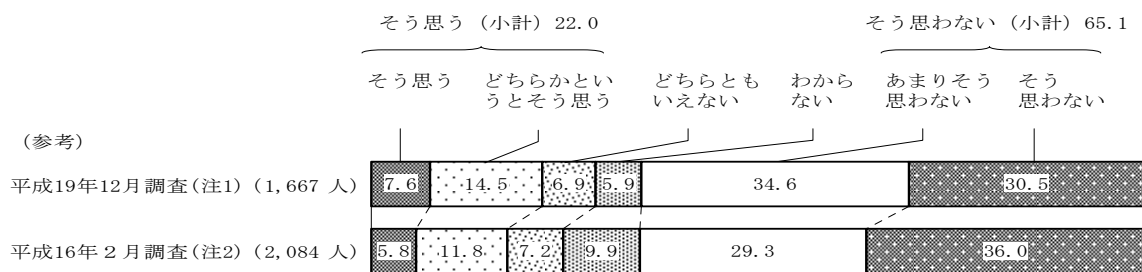 そう思う（小計）22.0　そう思わない（小計）65.1
そう思う　どちらかとい　どちらとも　わから　あまりそう　そう
うとそう思う　いえない　ない　思わない　思わない
（参考）
平成19年12月調査(注1)（1,667 人）　7.6　14.5　6.9　5.9　34.6　30.5
平成16年２月調査(注2)（2,084 人）　5.8　11.8　7.2　9.9　29.3　36.0